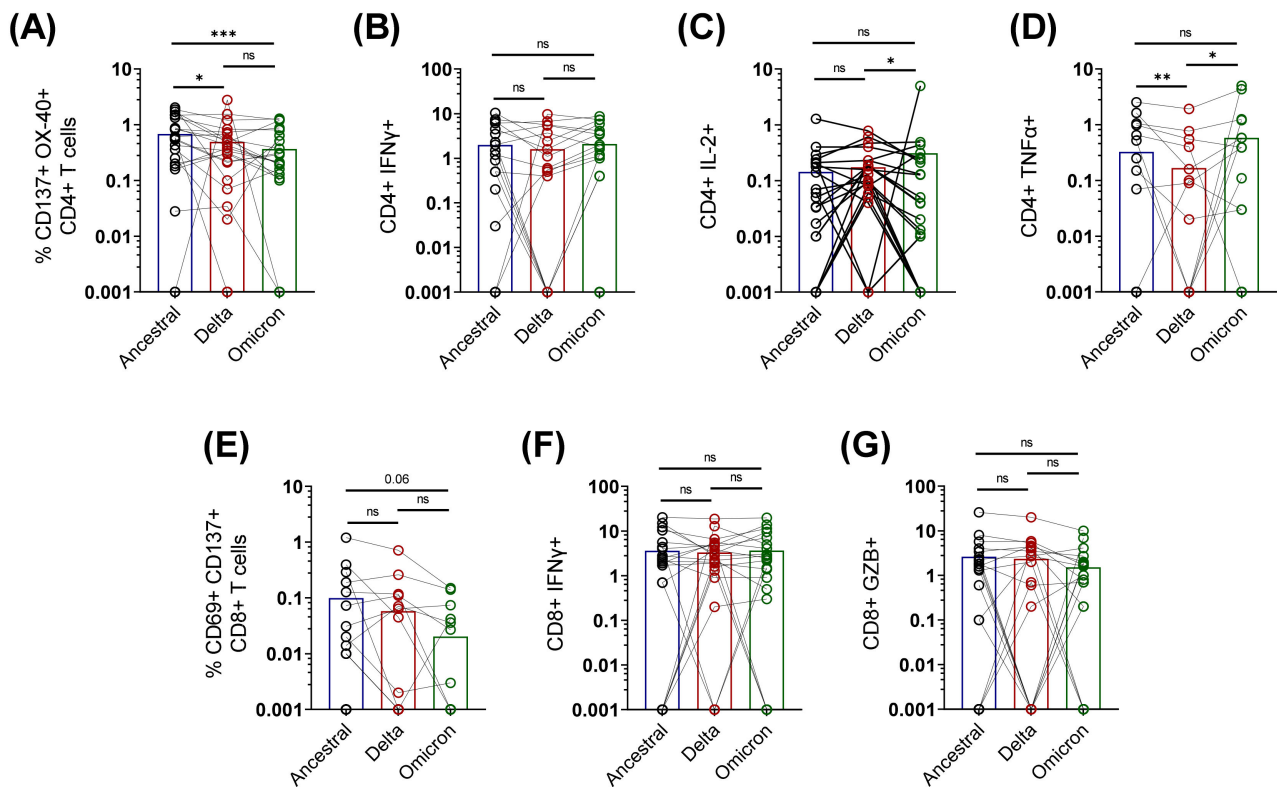 (A)
% CD137+ OX-40+
CD4+ T cells
***
*
ns
10
1
0.1
0.01
0.001
Ancestral
Delta
Omicron
(B)
CD4+ IFNγ+
ns
ns
ns
100
10
1
0.1
0.01
0.001
Ancestral
Delta
Omicron
(C)
CD4+ IL-2+
ns
ns
*
10
1
0.1
0.01
0.001
Ancestral
Delta
Omicron
(D)
CD4+ TNFα+
ns
**
*
10
1
0.1
0.01
0.001
Ancestral
Delta
Omicron
(E)
% CD69+ CD137+
CD8+ T cells
0.06
ns
ns
10
1
0.1
0.01
0.001
Ancestral
Delta
Omicron
(F)
CD8+ IFNγ+
ns
ns
ns
100
10
1
0.1
0.01
0.001
Ancestral
Delta
Omicron
(G)
CD8+ GZB+
ns
ns
ns
100
10
1
0.1
0.01
0.001
Ancestral
Delta
Omicron